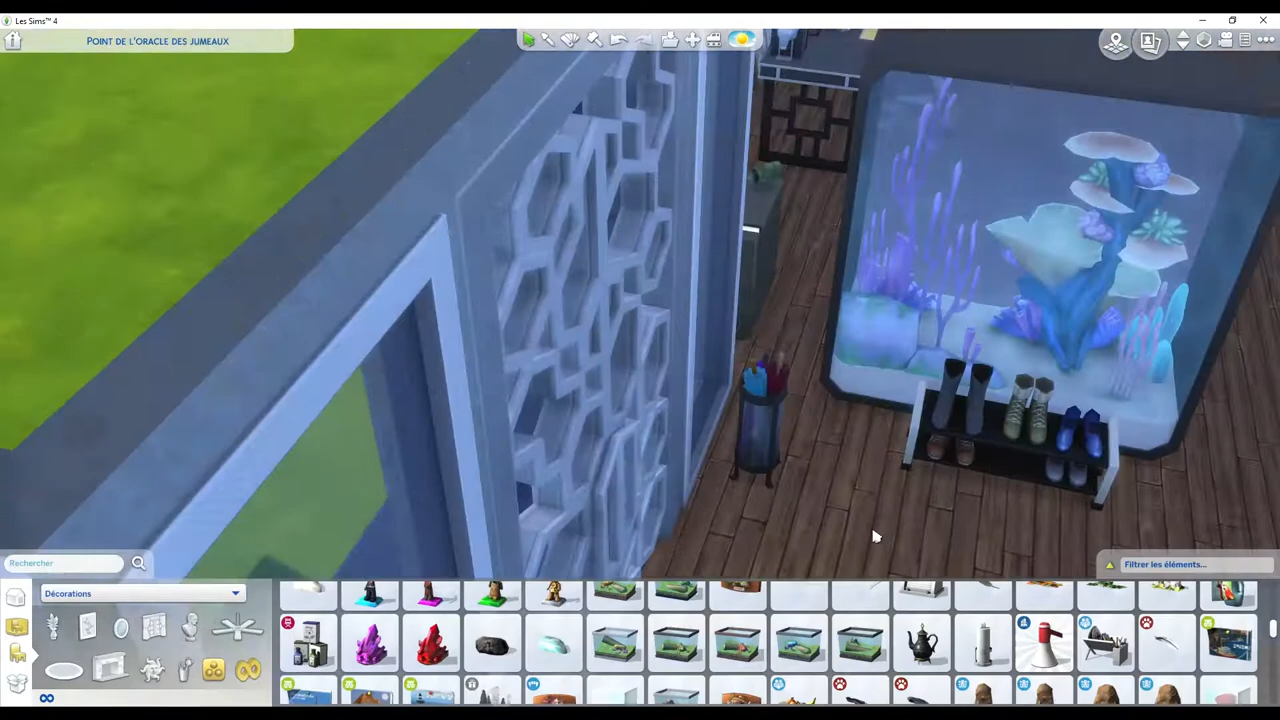 Les Sims™ 4
POINT DE L'ORACLE DES JUMEAUX
Rechercher
Filtrer les éléments...
Décorations